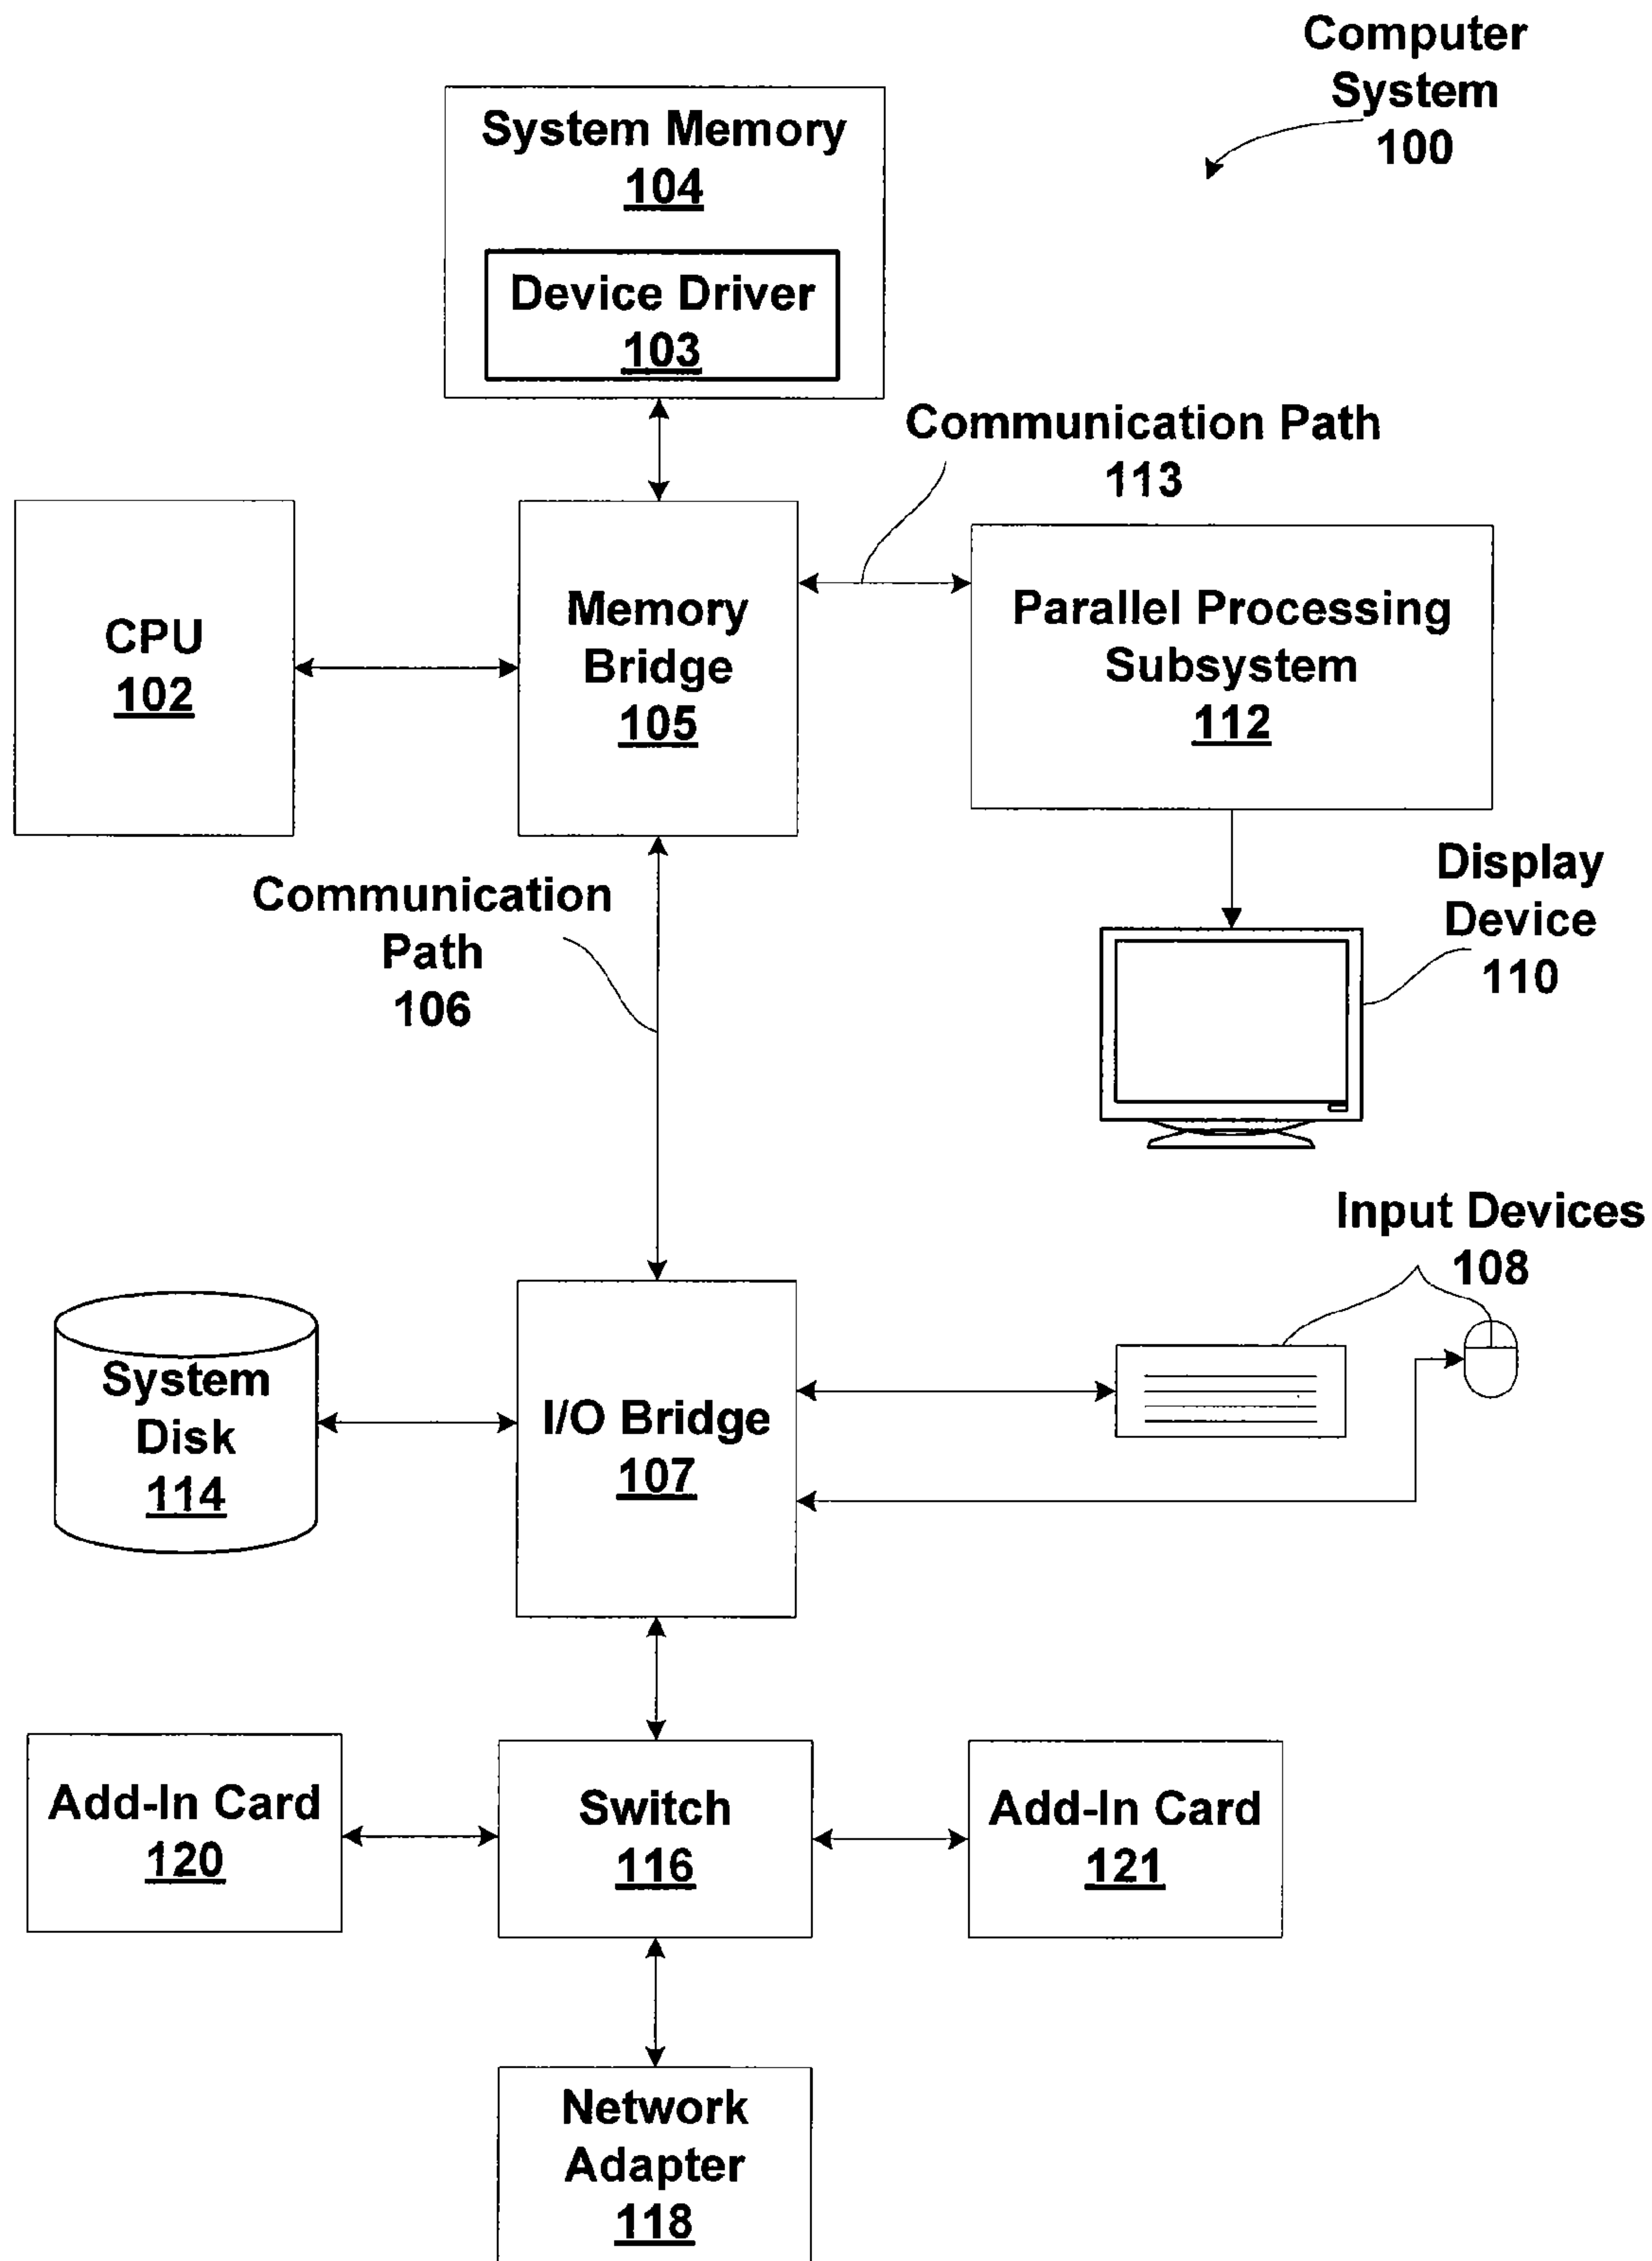 Computer
System
100
System Memory
104
Device Driver
103
Communication Path
113
CPU
102
Memory
Bridge
105
Parallel Processing
Subsystem
112
Communication
Path
106
Display
Device
110
Input Devices
108
System
Disk
114
I/O Bridge
107
Add-In Card
120
Switch
116
Add-In Card
121
Network
Adapter
118